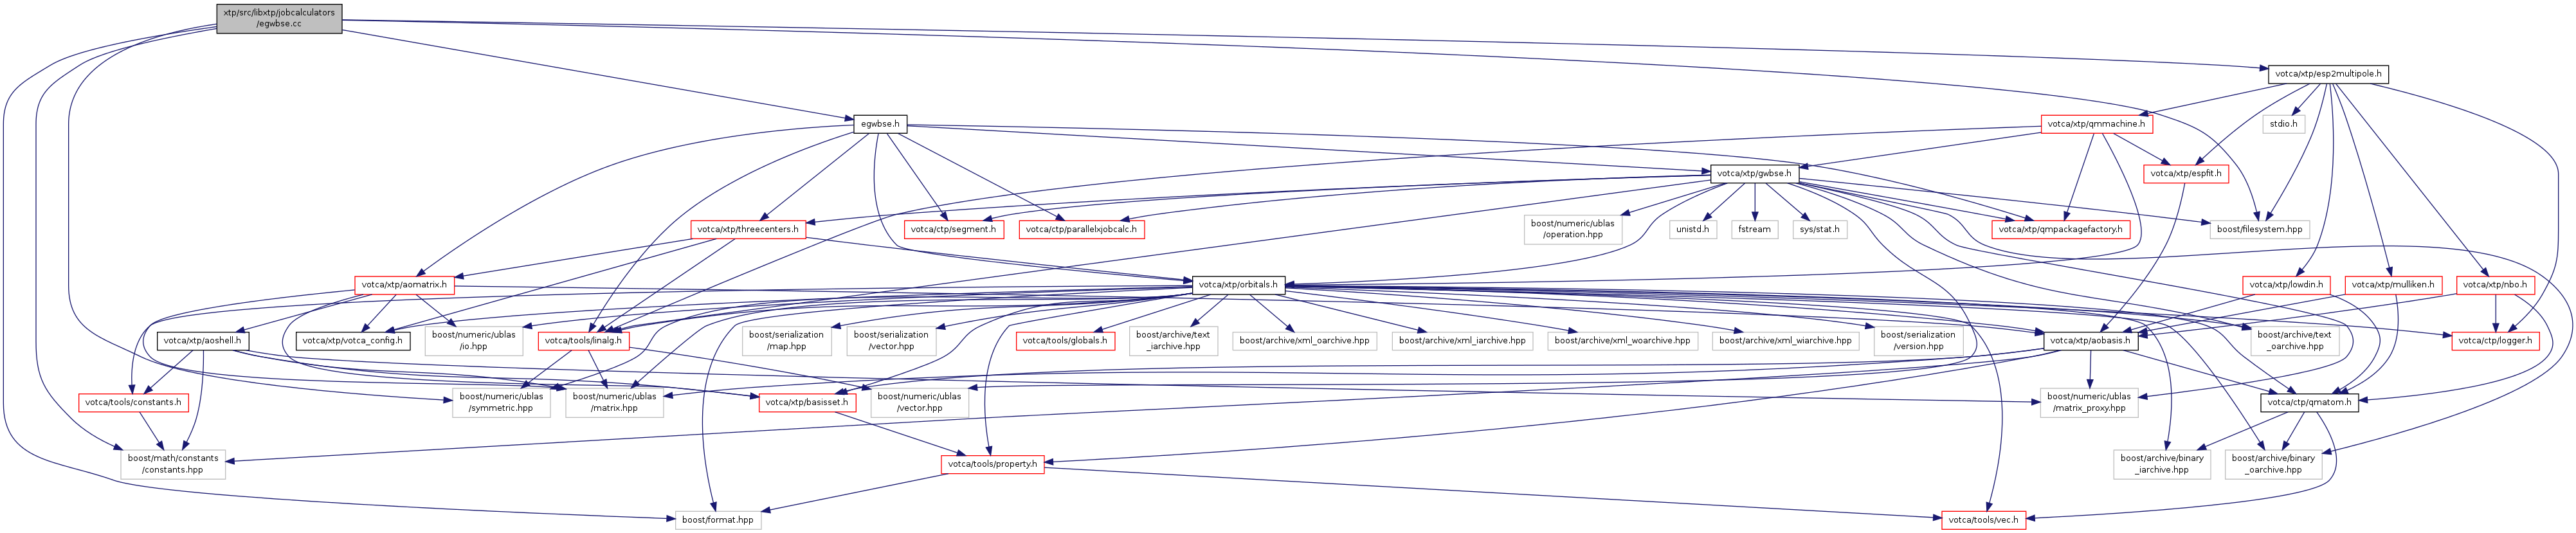 xtp/src/libxtp/jobcalculators
/egwbse.cc
votca/xtp/esp2multipole.h
egwbse.h
votca/xtp/qmmachine.h
stdio.h
votca/xtp/gwbse.h
votca/xtp/espfit.h
votca/xtp/threecenters.h
votca/ctp/segment.h
votca/ctp/parallelxjobcalc.h
boost/numeric/ublas
/operation.hpp
unistd.h
fstream
sys/stat.h
votca/xtp/qmpackagefactory.h
boost/filesystem.hpp
votca/xtp/aomatrix.h
votca/xtp/orbitals.h
votca/xtp/lowdin.h
votca/xtp/mulliken.h
votca/xtp/nbo.h
votca/xtp/aoshell.h
votca/xtp/votca_config.h
boost/numeric/ublas
/io.hpp
votca/tools/linalg.h
boost/serialization
/map.hpp
boost/serialization
/vector.hpp
votca/tools/globals.h
boost/archive/text
_iarchive.hpp
boost/archive/xml_oarchive.hpp
boost/archive/xml_iarchive.hpp
boost/archive/xml_woarchive.hpp
boost/archive/xml_wiarchive.hpp
boost/serialization
/version.hpp
votca/xtp/aobasis.h
boost/archive/text
_oarchive.hpp
votca/ctp/logger.h
votca/tools/constants.h
boost/numeric/ublas
/symmetric.hpp
boost/numeric/ublas
/matrix.hpp
votca/xtp/basisset.h
boost/numeric/ublas
/vector.hpp
boost/numeric/ublas
/matrix_proxy.hpp
votca/ctp/qmatom.h
boost/math/constants
/constants.hpp
votca/tools/property.h
boost/archive/binary
_iarchive.hpp
boost/archive/binary
_oarchive.hpp
boost/format.hpp
votca/tools/vec.h